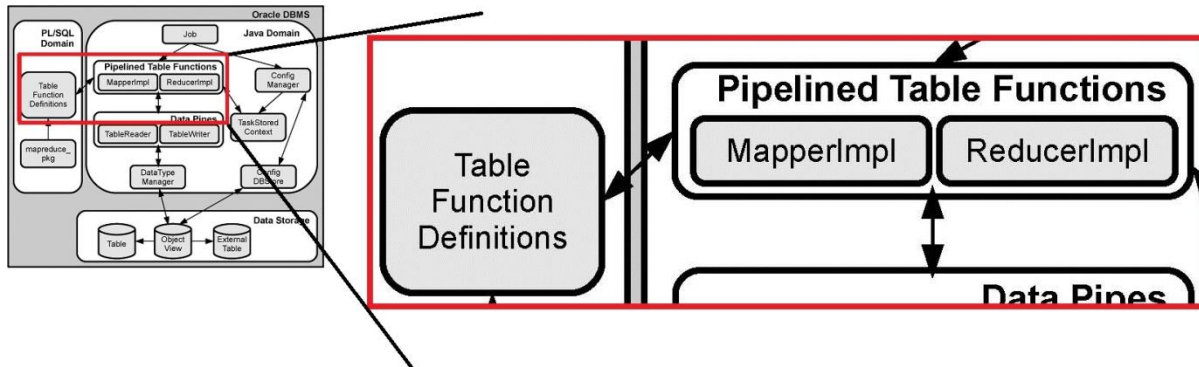 Oracle DBMS
PL/SQL
Domain
Java Domain
Job
Pipelined Table Functions
MapperImpl
ReducerImpl
Config
Manager
Table
Function
Definitions
Data Pipes
TableReader
TableWriter
TaskStored
Context
mapreduce_
pkg
DataType
Manager
Config
Data Storage
Table
Object
View
External
Table
Pipelined Table Functions
MapperImpl
ReducerImpl
Table
Function
Definitions
Data Pipes